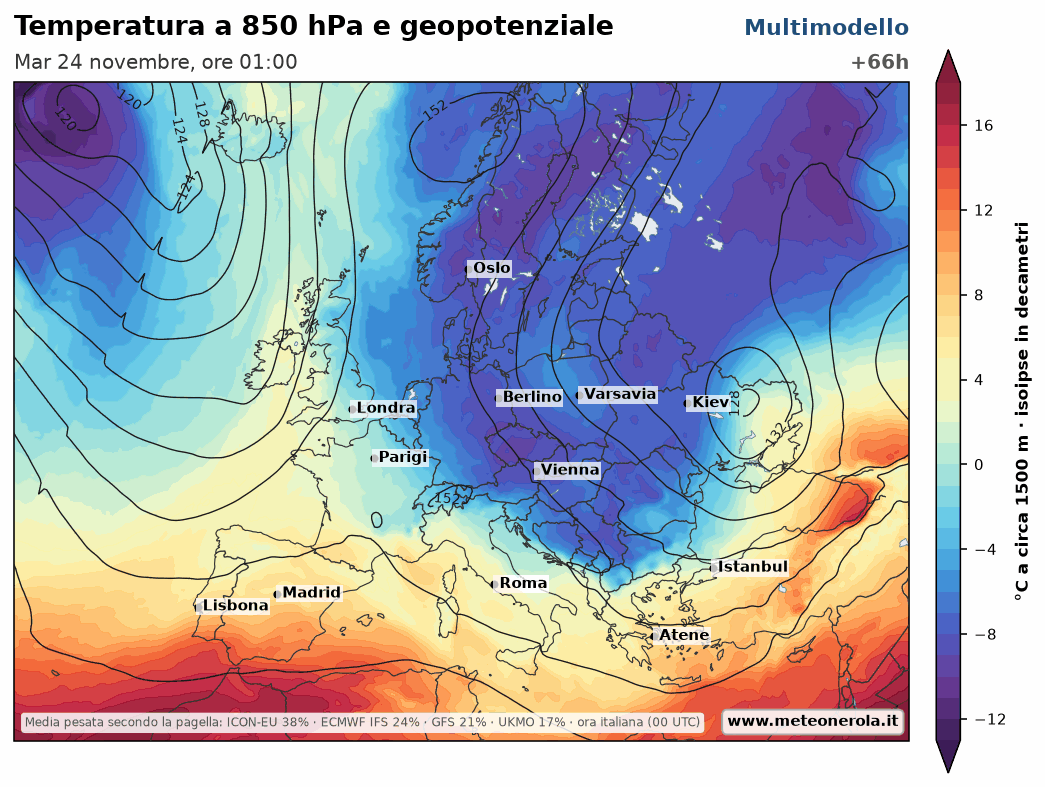 Temperatura a 850 hPa e geopotenziale
Multimodello
Mar 24 novembre, ore 01:00
+66h
120
120
128
124
124
152
Oslo
Berlino
Varsavia
Kiev
128
132
Londra
Parigi
Vienna
152
Istanbul
Roma
Madrid
Lisbona
Atene
16
12
8
4
0
−4
−8
−12
°C a circa 1500 m · isoipse in decametri
Media pesata secondo la pagella: ICON-EU 38% · ECMWF IFS 24% · GFS 21% · UKMO 17% · ora italiana (00 UTC)
www.meteonerola.it